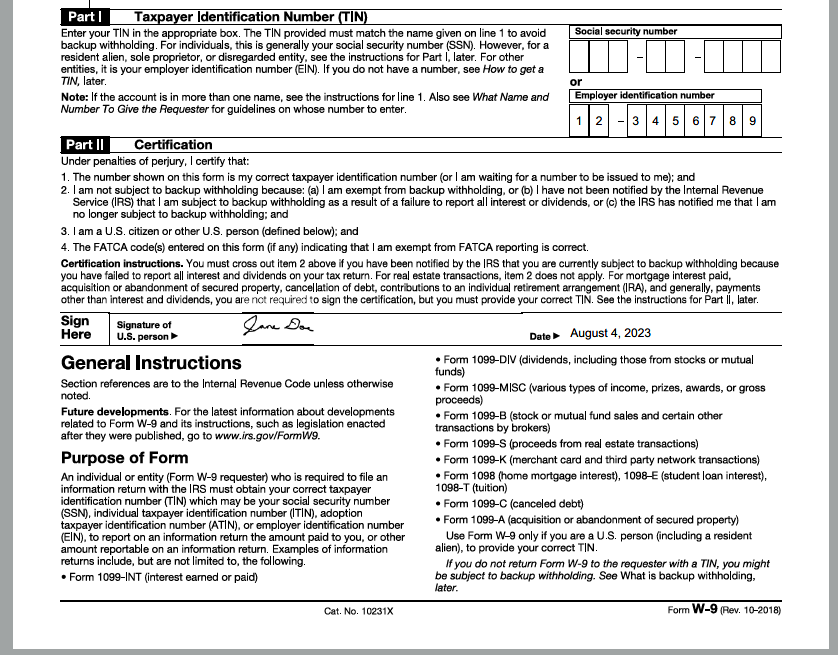 Part I Taxpayer Identification Number (TIN)
Enter your TIN in the appropriate box. The TIN provided must match the name given on line 1 to avoid
backup withholding. For individuals, this is generally your social security number (SSN). However, for a
resident alien, sole proprietor, or disregarded entity, see the instructions for Part I, later. For other
entities, it is your employer identification number (EIN). If you do not have a number, see How to get a
TIN, later.
Note: If the account is in more than one name, see the instructions for line 1. Also see What Name and
Number To Give the Requester for guidelines on whose number to enter.
Social security number
– –
or
Employer identification number
1 2 – 3 4 5 6 7 8 9
Part II Certification
Under penalties of perjury, I certify that:
1. The number shown on this form is my correct taxpayer identification number (or I am waiting for a number to be issued to me); and
2. I am not subject to backup withholding because: (a) I am exempt from backup withholding, or (b) I have not been notified by the Internal Revenue
Service (IRS) that I am subject to backup withholding as a result of a failure to report all interest or dividends, or (c) the IRS has notified me that I am
no longer subject to backup withholding; and
3. I am a U.S. citizen or other U.S. person (defined below); and
4. The FATCA code(s) entered on this form (if any) indicating that I am exempt from FATCA reporting is correct.
Certification instructions. You must cross out item 2 above if you have been notified by the IRS that you are currently subject to backup withholding because
you have failed to report all interest and dividends on your tax return. For real estate transactions, item 2 does not apply. For mortgage interest paid,
acquisition or abandonment of secured property, cancellation of debt, contributions to an individual retirement arrangement (IRA), and generally, payments
other than interest and dividends, you are not required to sign the certification, but you must provide your correct TIN. See the instructions for Part II, later.
Sign
Here
Signature of
U.S. person ▶
Jane Doe
Date ▶ August 4, 2023
General Instructions
Section references are to the Internal Revenue Code unless otherwise
noted.
Future developments. For the latest information about developments
related to Form W-9 and its instructions, such as legislation enacted
after they were published, go to www.irs.gov/FormW9.
Purpose of Form
An individual or entity (Form W-9 requester) who is required to file an
information return with the IRS must obtain your correct taxpayer
identification number (TIN) which may be your social security number
(SSN), individual taxpayer identification number (ITIN), adoption
taxpayer identification number (ATIN), or employer identification number
(EIN), to report on an information return the amount paid to you, or other
amount reportable on an information return. Examples of information
returns include, but are not limited to, the following.
• Form 1099-INT (interest earned or paid)
• Form 1099-DIV (dividends, including those from stocks or mutual
funds)
• Form 1099-MISC (various types of income, prizes, awards, or gross
proceeds)
• Form 1099-B (stock or mutual fund sales and certain other
transactions by brokers)
• Form 1099-S (proceeds from real estate transactions)
• Form 1099-K (merchant card and third party network transactions)
• Form 1098 (home mortgage interest), 1098-E (student loan interest),
1098-T (tuition)
• Form 1099-C (canceled debt)
• Form 1099-A (acquisition or abandonment of secured property)
Use Form W-9 only if you are a U.S. person (including a resident
alien), to provide your correct TIN.
If you do not return Form W-9 to the requester with a TIN, you might
be subject to backup withholding. See What is backup withholding,
later.
Cat. No. 10231X
Form W-9 (Rev. 10-2018)